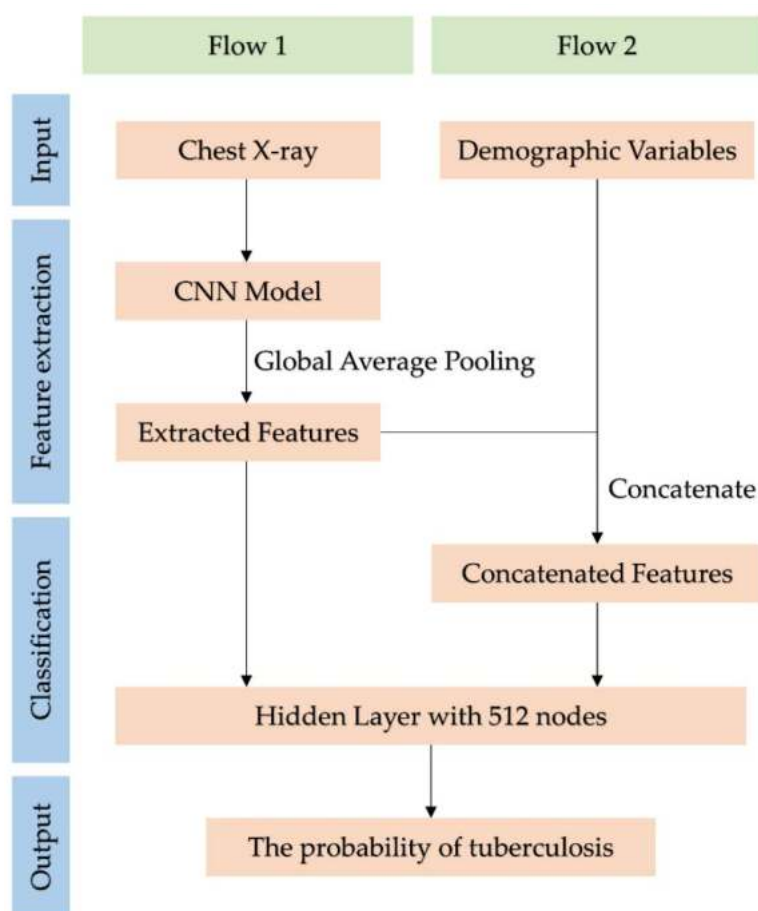 Flow 1
Flow 2
Input
Chest X-ray
Demographic Variables
Feature extraction
CNN Model
Global Average Pooling
Extracted Features
Concatenate
Classification
Concatenated Features
Hidden Layer with 512 nodes
Output
The probability of tuberculosis